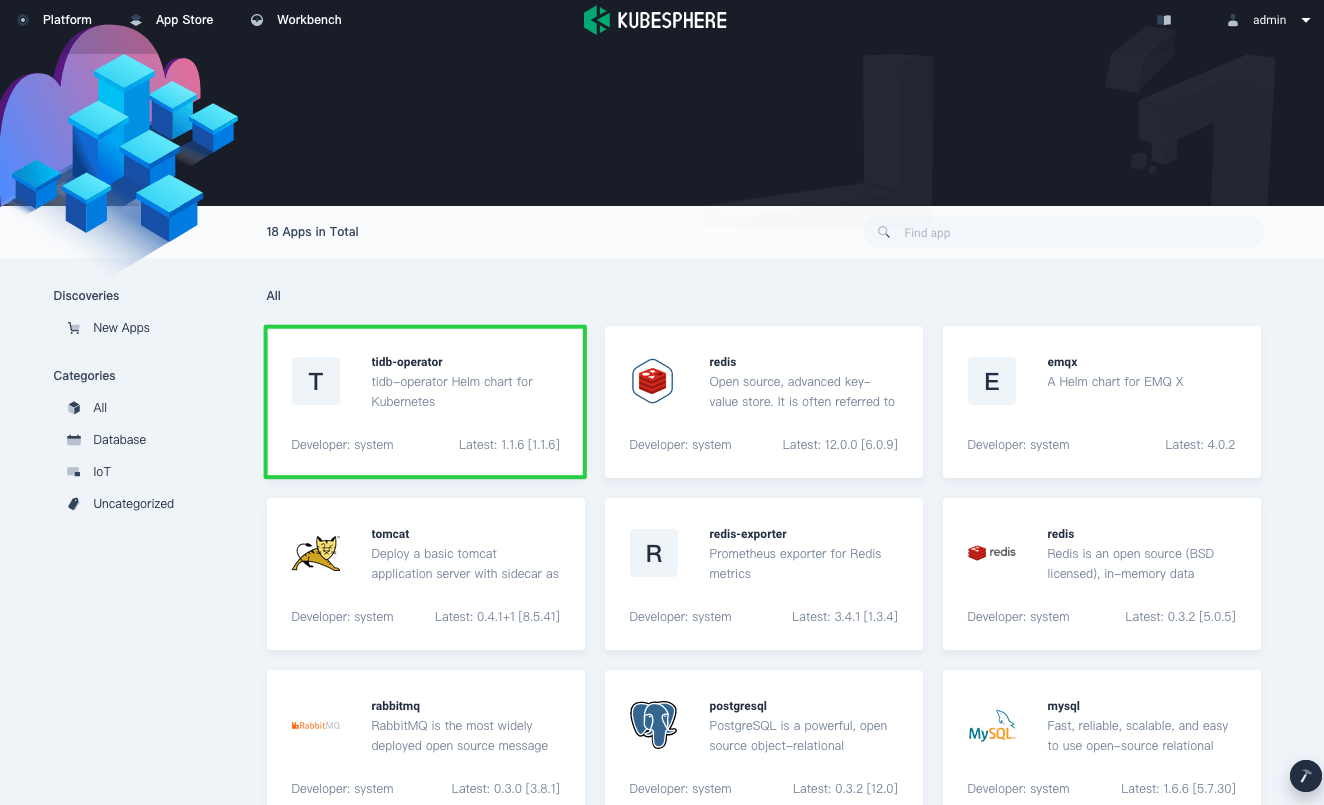 Platform
App Store
Workbench
KUBESPHERE
admin
18 Apps in Total
Find app
Discoveries
New Apps
Categories
All
Database
IoT
Uncategorized
All
T
tidb-operator
tidb-operator Helm chart for
Kubernetes
Developer: system
Latest: 1.1.6 [1.1.6]
redis
Open source, advanced key-
value store. It is often referred to
Developer: system
Latest: 12.0.0 [6.0.9]
E
emqx
A Helm chart for EMQ X
Developer: system
Latest: 4.0.2
tomcat
Deploy a basic tomcat
application server with sidecar as
Developer: system
Latest: 0.4.1+1 [8.5.41]
R
redis-exporter
Prometheus exporter for Redis
metrics
Developer: system
Latest: 3.4.1 [1.3.4]
redis
redis
Redis is an open source (BSD
licensed), in-memory data
Developer: system
Latest: 0.3.2 [5.0.5]
RabbitMQ
rabbitmq
RabbitMQ is the most widely
deployed open source message
Developer: system
Latest: 0.3.0 [3.8.1]
postgresql
PostgreSQL is a powerful, open
source object-relational
Developer: system
Latest: 0.3.2 [12.0]
MySQL
mysql
Fast, reliable, scalable, and easy
to use open-source relational
Developer: system
Latest: 1.6.6 [5.7.30]